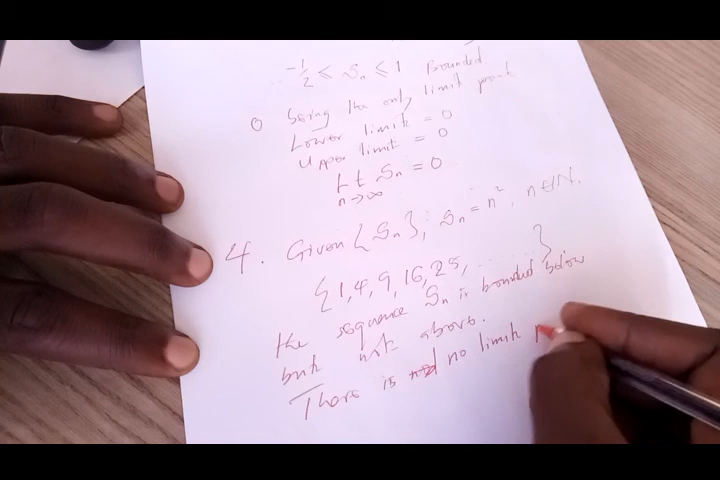 -1/2 ≤ Sn ≤ 1 Bounded
0 being the only limit point
Lower limit = 0
Upper limit = 0
Lt Sn = 0
n→∞
4. Given {Sn}; Sn = n², n∈N.
{1, 4, 9, 16, 25, ........}
the sequence Sn is bounded below
but not above.
There is no limit